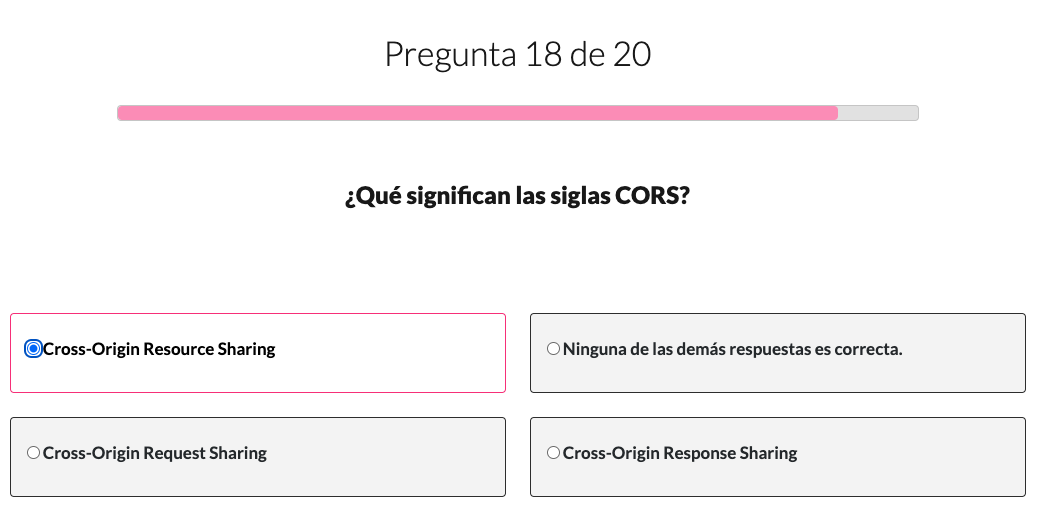 Pregunta 18 de 20
¿Qué significan las siglas CORS?
Cross-Origin Resource Sharing
Ninguna de las demás respuestas es correcta.
Cross-Origin Request Sharing
Cross-Origin Response Sharing